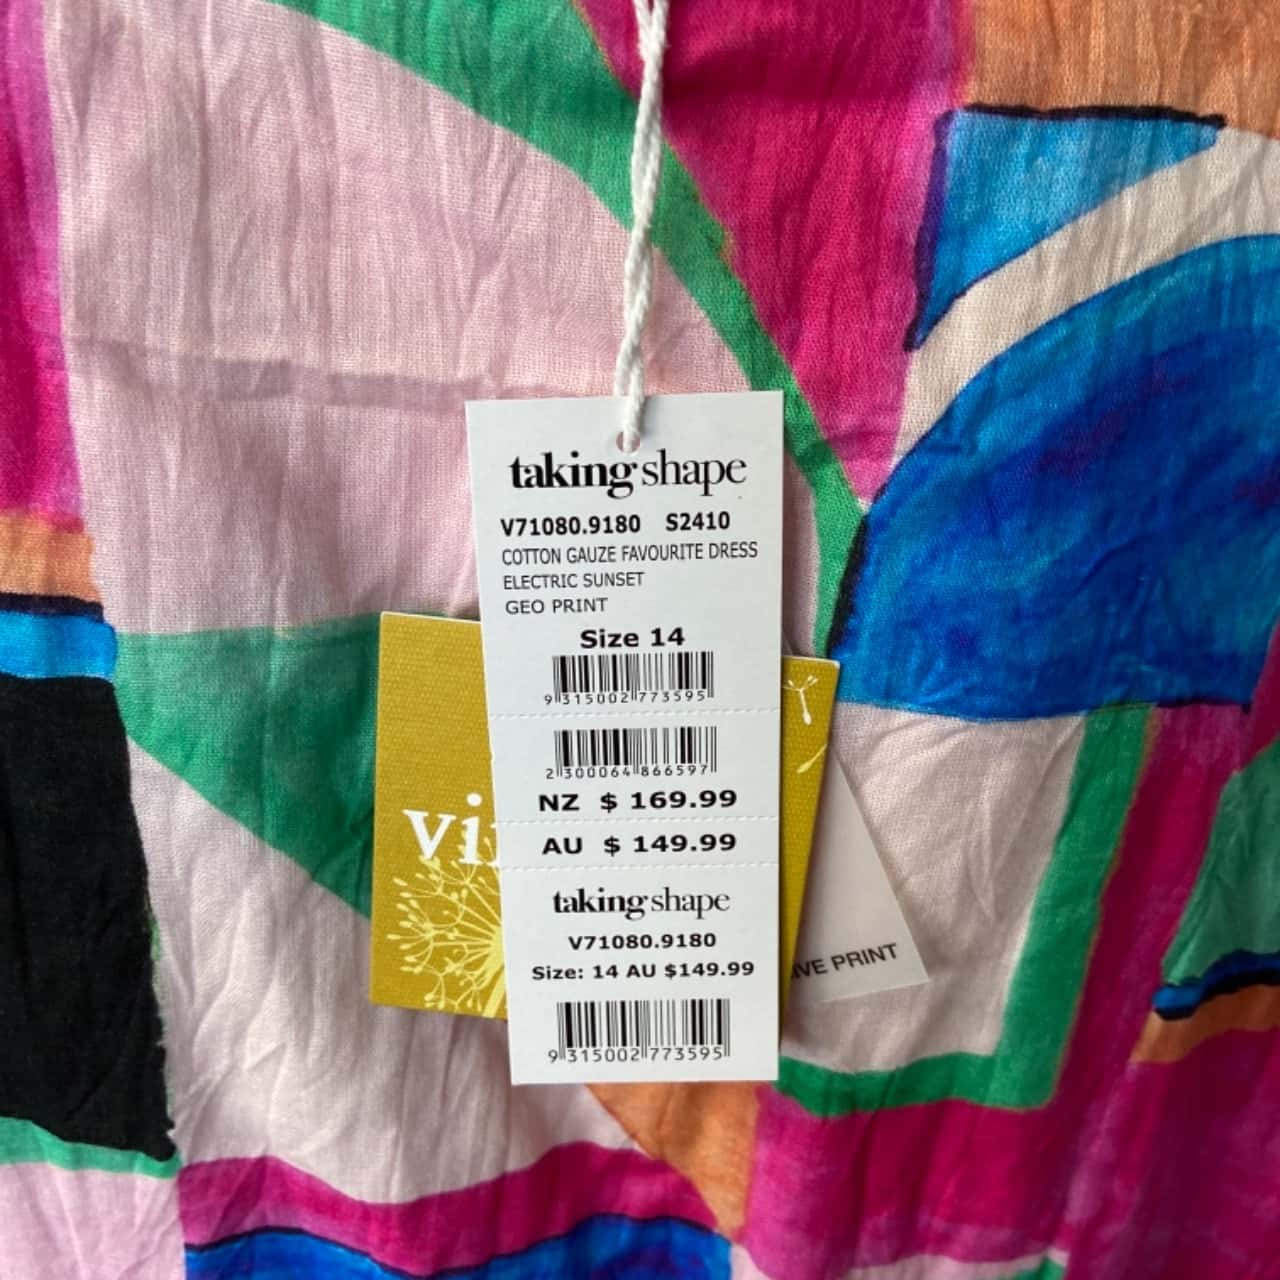 taking shape
V71080.9180 S2410
COTTON GAUZE FAVOURITE DRESS
ELECTRIC SUNSET
GEO PRINT
Size 14
9 315002 773595
2 300064 866597
NZ $ 169.99
AU $ 149.99
taking shape
V71080.9180
Size: 14 AU $149.99
9 315002 773595
PRINT